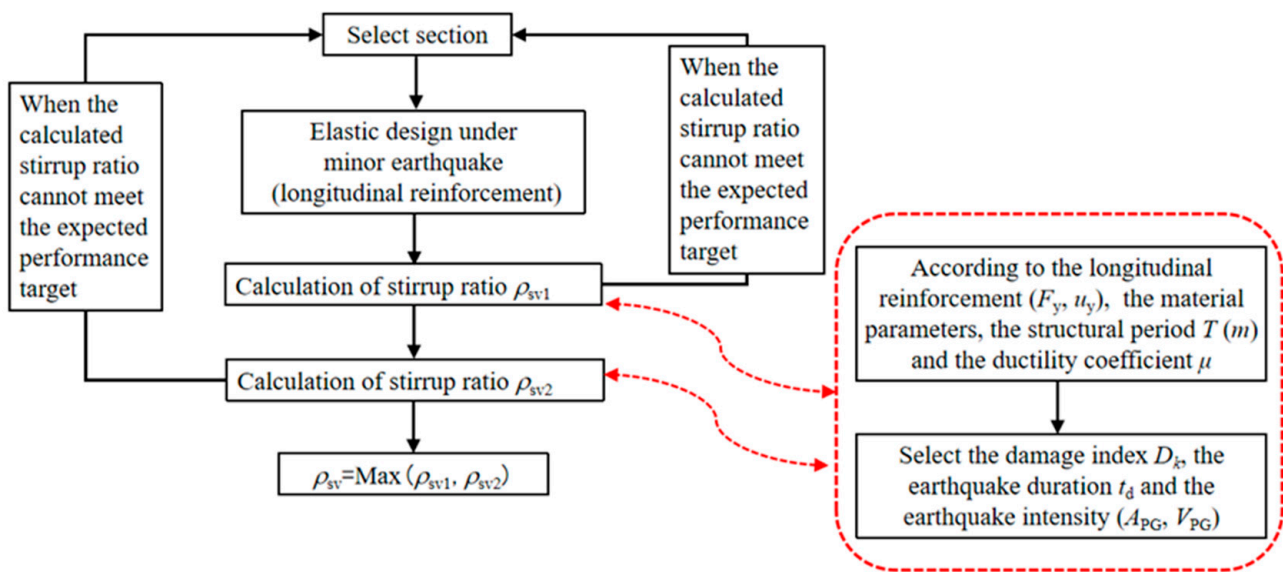 Select section
When the
calculated
stirrup ratio
cannot meet
the expected
performance
target
Elastic design under
minor earthquake
(longitudinal reinforcement)
When the
calculated
stirrup ratio
cannot meet
the expected
performance
target
Calculation of stirrup ratio ρsv1
Calculation of stirrup ratio ρsv2
ρsv=Max (ρsv1, ρsv2)
According to the longitudinal
reinforcement (Fy, uy), the material
parameters, the structural period T (m)
and the ductility coefficient μ
Select the damage index Dk, the
earthquake duration td and the
earthquake intensity (APG, VPG)